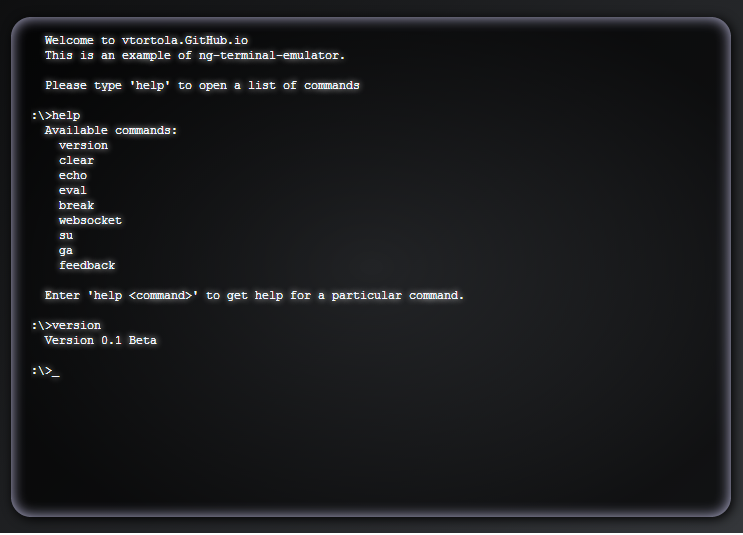 Welcome to vtortola.GitHub.io
This is an example of ng-terminal-emulator.
Please type 'help' to open a list of commands
:\>help
Available commands:
version
clear
echo
eval
break
websocket
su
ga
feedback
Enter 'help <command>' to get help for a particular command.
:\>version
Version 0.1 Beta
:\>_